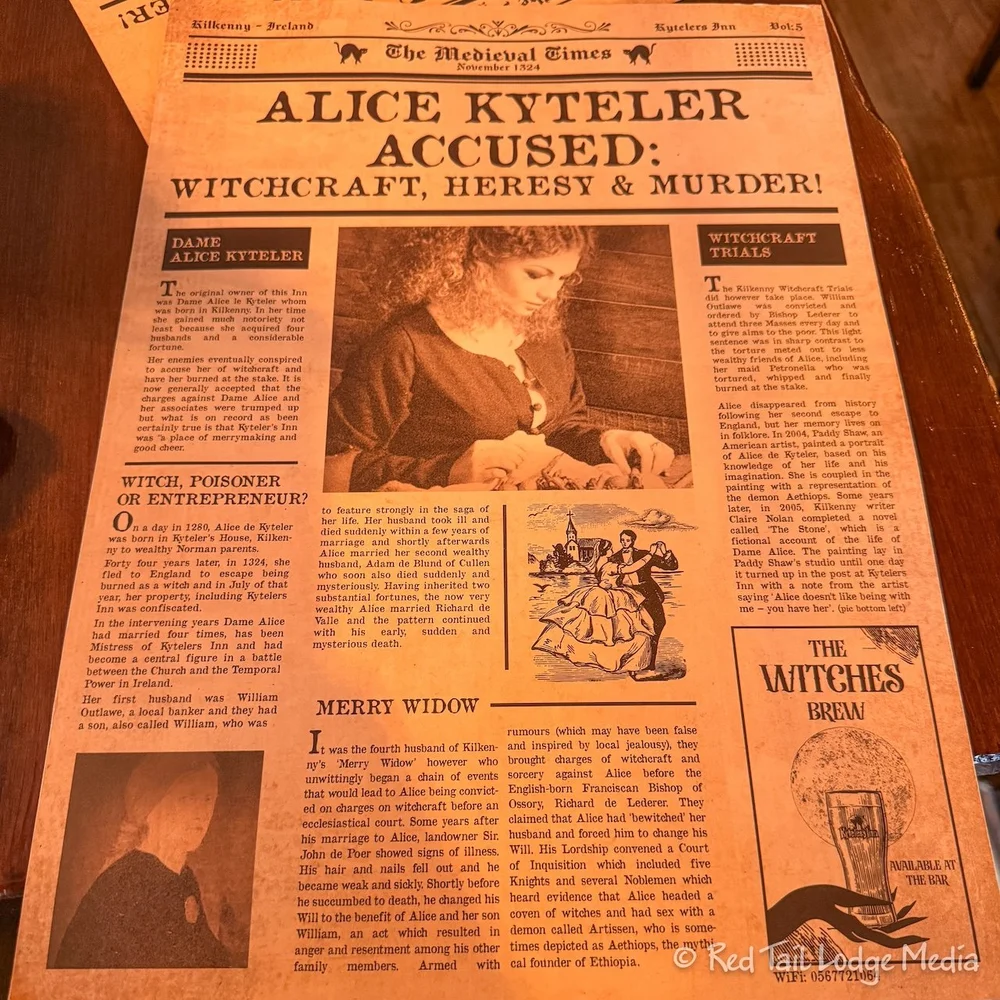 Kilkenny - Ireland
Kytelers Inn
Vol:5
The Medieval Times
November 1324
ALICE KYTELER
ACCUSED:
WITCHCRAFT, HERESY & MURDER!
DAME
ALICE KYTELER
The original owner of this Inn
was Dame Alice le Kyteler whom
was born in Kilkenny. In her time
she gained much notoriety not
least because she acquired four
husbands and a considerable
fortune.
Her enemies eventually conspired
to accuse her of witchcraft and
have her burned at the stake. It is
now generally accepted that the
charges against Dame Alice and
her associates were trumped up
but what is on record as been
certainly true is that Kyteler's Inn
was "a place of merrymaking and
good cheer.
WITCH, POISONER
OR ENTREPRENEUR?
On a day in 1280, Alice de Kyteler
was born in Kyteler's House, Kilken-
ny to wealthy Norman parents.
Forty four years later, in 1324, she
fled to England to escape being
burned as a witch and in July of that
year, her property, including Kytelers
Inn was confiscated.
In the intervening years Dame Alice
had married four times, has been
Mistress of Kytelers Inn and had
become a central figure in a battle
between the Church and the Temporal
Power in Ireland.
Her first husband was William
Outlawe, a local banker and they had
a son, also called William, who was
to feature strongly in the saga of
her life. Her husband took ill and
died suddenly within a few years of
marriage and shortly afterwards
Alice married her second wealthy
husband, Adam de Blund of Cullen
who soon also died suddenly and
mysteriously. Having inherited two
substantial fortunes, the now very
wealthy Alice married Richard de
Valle and the pattern continued
with his early, sudden and
mysterious death.
MERRY WIDOW
It was the fourth husband of Kilken-
ny's 'Merry Widow' however who
unwittingly began a chain of events
that would lead to Alice being convict-
ed on charges on witchcraft before an
ecclesiastical court. Some years after
his marriage to Alice, landowner Sir.
John de Poer showed signs of illness.
His hair and nails fell out and he
became weak and sickly. Shortly before
he succumbed to death, he changed his
Will to the benefit of Alice and her son
William, an act which resulted in
anger and resentment among his other
family members. Armed with
rumours (which may have been false
and inspired by local jealousy), they
brought charges of witchcraft and
sorcery against Alice before the
English-born Franciscan Bishop of
Ossory, Richard de Lederer. They
claimed that Alice had 'bewitched' her
husband and forced him to change his
Will. His Lordship convened a Court
of Inquisition which included five
Knights and several Noblemen which
heard evidence that Alice headed a
coven of witches and had sex with a
demon called Artissen, who is some-
times depicted as Aethiops, the mythi-
cal founder of Ethiopia.
WITCHCRAFT
TRIALS
The Kilkenny Witchcraft Trials
did however take place. William
Outlawe was convicted and
ordered by Bishop Lederer to
attend three Masses every day and
to give alms to the poor. This light
sentence was in sharp contrast to
the torture meted out to less
wealthy friends of Alice, including
her maid Petronella who was
tortured, whipped and finally
burned at the stake.
Alice disappeared from history
following her second escape to
England, but her memory lives on
in folklore. In 2004, Paddy Shaw, an
American artist, painted a portrait
of Alice de Kyteler, based on his
knowledge of her life and his
imagination. She is coupled in the
painting with a representation of
the demon Aethiops. Some years
later, in 2005, Kilkenny writer
Claire Nolan completed a novel
called 'The Stone', which is a
fictional account of the life of
Dame Alice. The painting lay in
Paddy Shaw's studio until one day
it turned up in the post at Kytelers
Inn with a note from the artist
saying 'Alice doesn't like being with
me – you have her'. (pic bottom left)
THE
WITCHES
BREW
Kytelers Inn
AVAILABLE AT
THE BAR
WiFi:
© Red Tail Lodge Media